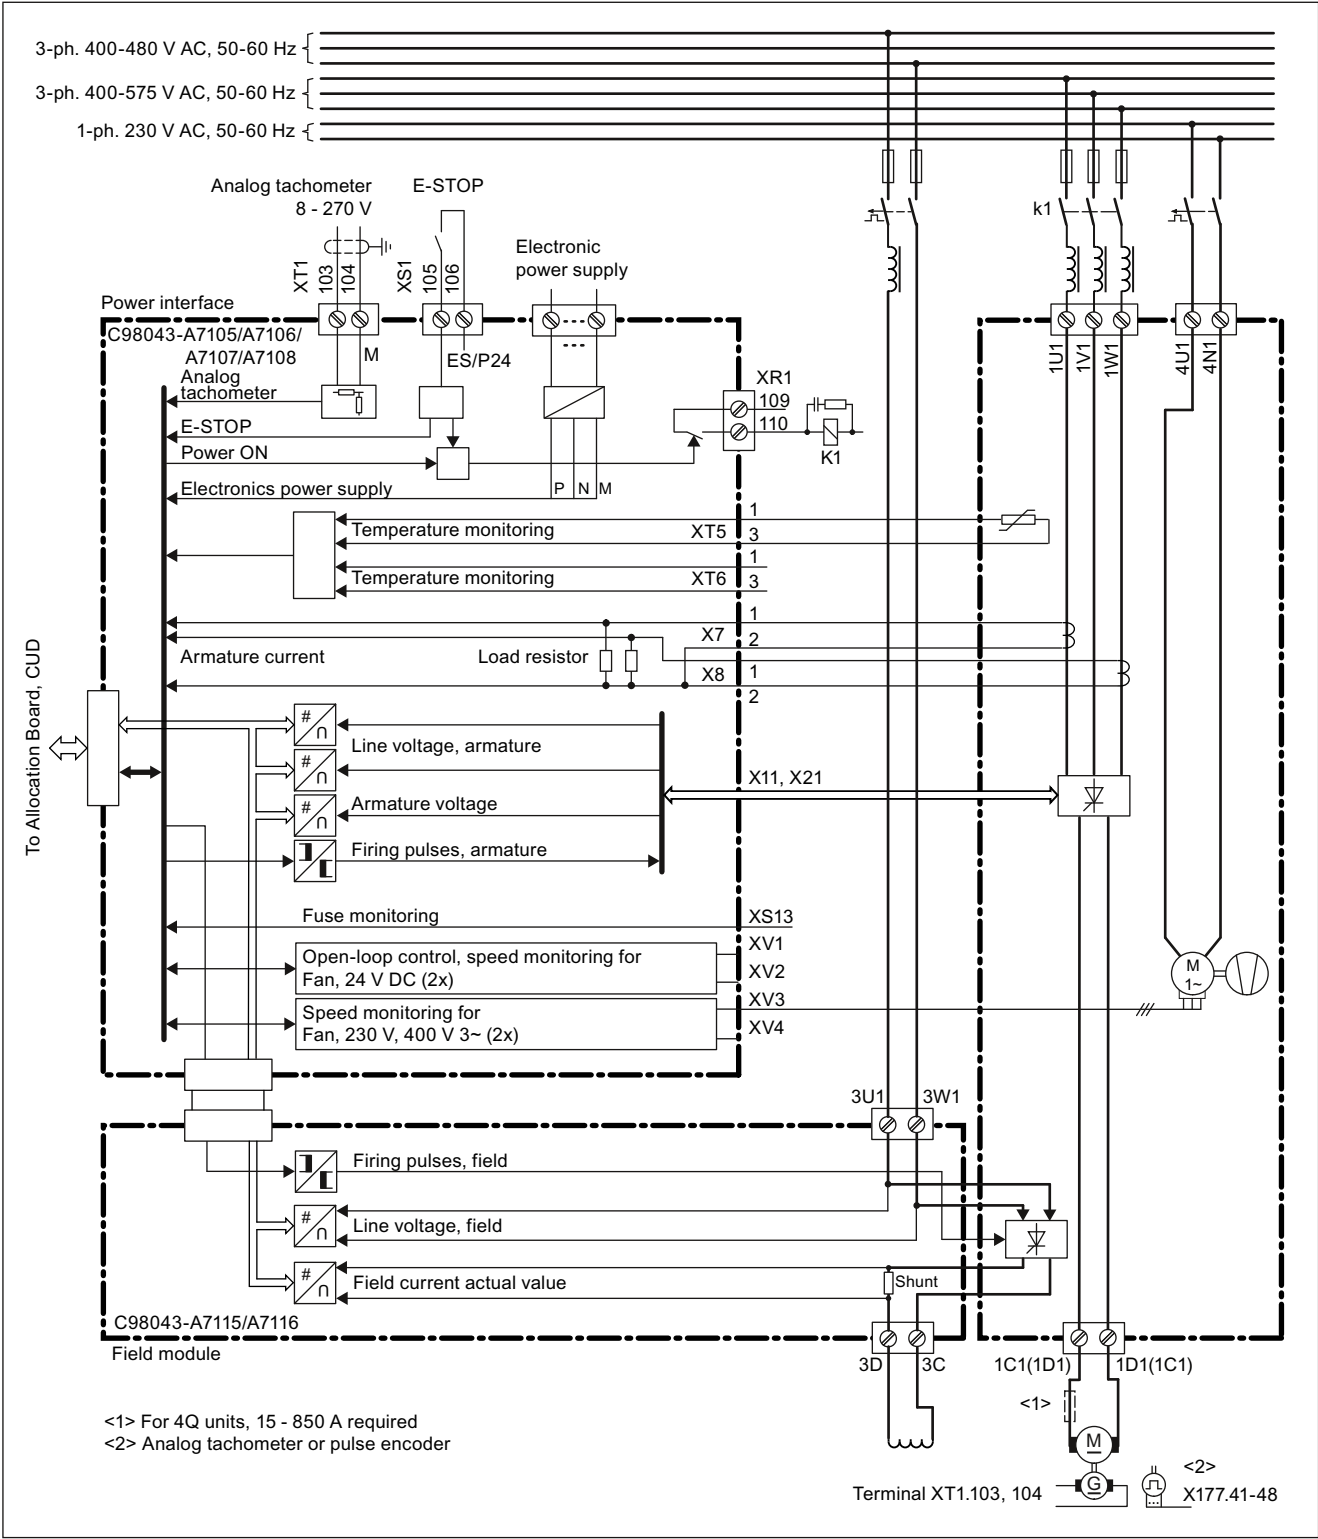 3-ph. 400-480 V AC, 50-60 Hz
3-ph. 400-575 V AC, 50-60 Hz
1-ph. 230 V AC, 50-60 Hz
Analog tachometer
8 - 270 V
E-STOP
k1
XT1
103
104
XS1
105
106
Electronic
power supply
Power interface
C98043-A7105/A7106/
A7107/A7108
M
ES/P24
1U1
1V1
1W1
4U1
4N1
Analog
tachometer
XR1
109
110
K1
E-STOP
Power ON
Electronics power supply
P
N
M
1
Temperature monitoring
XT5
3
1
Temperature monitoring
XT6
3
1
X7
2
Armature current
Load resistor
X8
1
2
To Allocation Board, CUD
#
∩
Line voltage, armature
#
∩
X11, X21
#
∩
Armature voltage
Firing pulses, armature
Fuse monitoring
XS13
XV1
Open-loop control, speed monitoring for
Fan, 24 V DC (2x)
XV2
M
1~
XV3
Speed monitoring for
Fan, 230 V, 400 V 3~ (2x)
XV4
3U1
3W1
Firing pulses, field
#
∩
Line voltage, field
#
∩
Field current actual value
Shunt
C98043-A7115/A7116
Field module
3D
3C
1C1(1D1)
1D1(1C1)
<1>
<1> For 4Q units, 15 - 850 A required
<2> Analog tachometer or pulse encoder
M
G
<2>
Terminal XT1.103, 104
X177.41-48